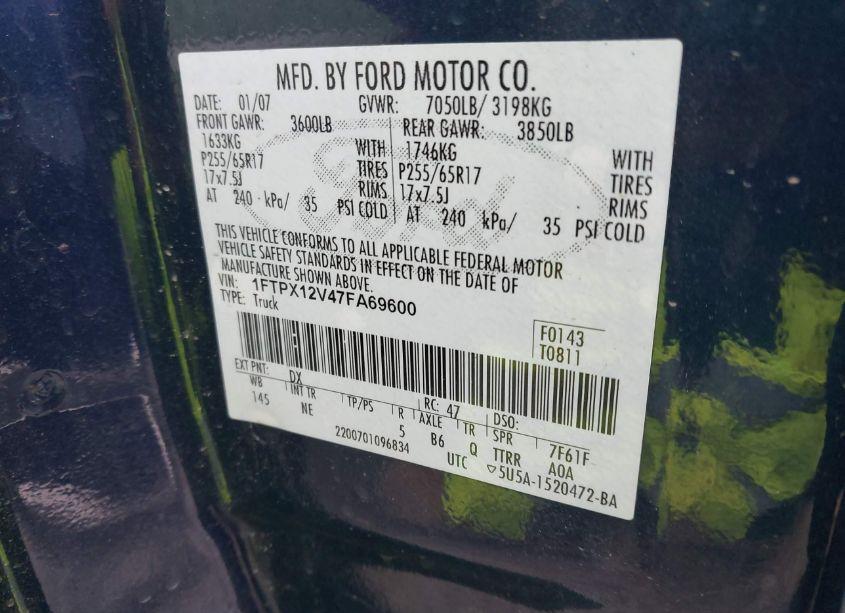 MFD. BY FORD MOTOR CO.
DATE: 01/07 GVWR: 7050LB/ 3198KG
FRONT GAWR: 3600LB REAR GAWR: 3850LB
1633KG WITH 1746KG WITH
P255/65R17 TIRES P255/65R17 TIRES
17x7.5J RIMS 17x7.5J RIMS
AT 240 kPa/ 35 PSI COLD AT 240 kPa/ 35 PSI COLD
THIS VEHICLE CONFORMS TO ALL APPLICABLE FEDERAL MOTOR
VEHICLE SAFETY STANDARDS IN EFFECT ON THE DATE OF
MANUFACTURE SHOWN ABOVE.
VIN: 1FTPX12V47FA69600
TYPE: Truck
F0143
T0811
EXT PNT: DX RC: 47 DSO:
WB INT TR TP/PS R AXLE TR SPR 7F61F
145 NE 5 B6 Q TTRR AOA
2200701096834 UTC ▽5U5A-1520472-BA
Ford